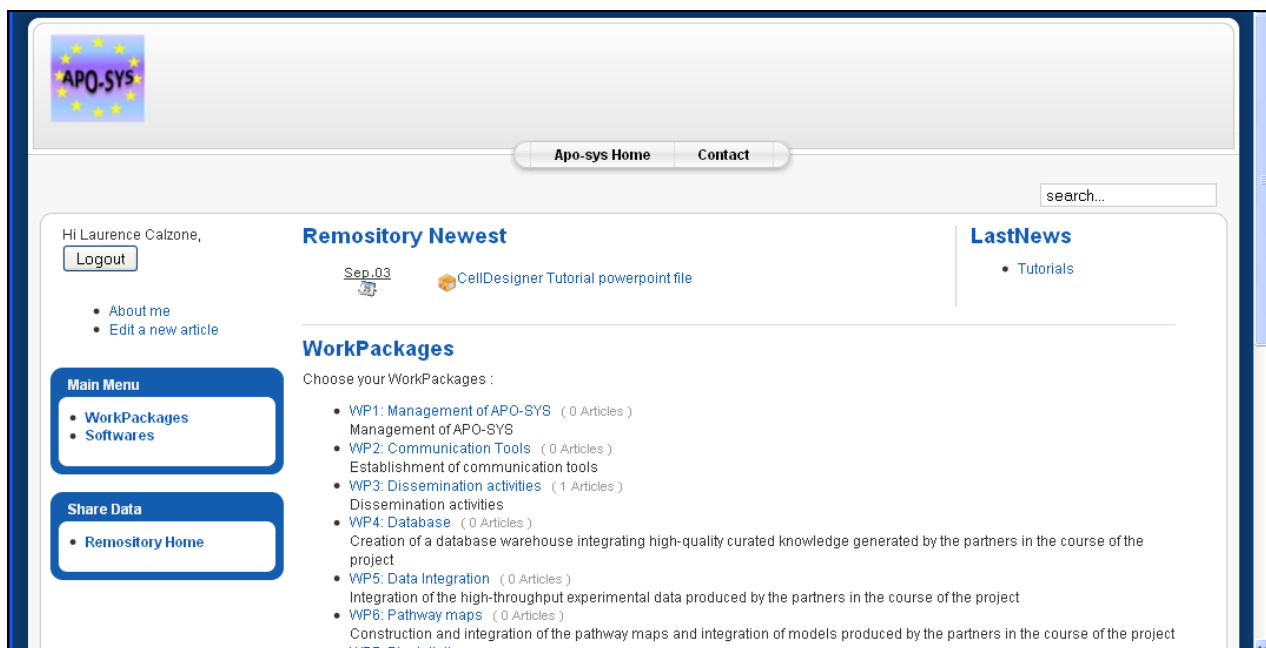 APO-SYS
Apo-sys Home Contact
search...
Hi Laurence Calzone,
Logout
About me
Edit a new article
Main Menu
WorkPackages
Softwares
Share Data
Remository Home
Remository Newest
Sep.03
CellDesigner Tutorial powerpoint file
LastNews
Tutorials
WorkPackages
Choose your WorkPackages :
WP1: Management of APO-SYS ( 0 Articles )
Management of APO-SYS
WP2: Communication Tools ( 0 Articles )
Establishment of communication tools
WP3: Dissemination activities ( 1 Articles )
Dissemination activities
WP4: Database ( 0 Articles )
Creation of a database warehouse integrating high-quality curated knowledge generated by the partners in the course of the
project
WP5: Data Integration ( 0 Articles )
Integration of the high-throughput experimental data produced by the partners in the course of the project
WP6: Pathway maps ( 0 Articles )
Construction and integration of the pathway maps and integration of models produced by the partners in the course of the project